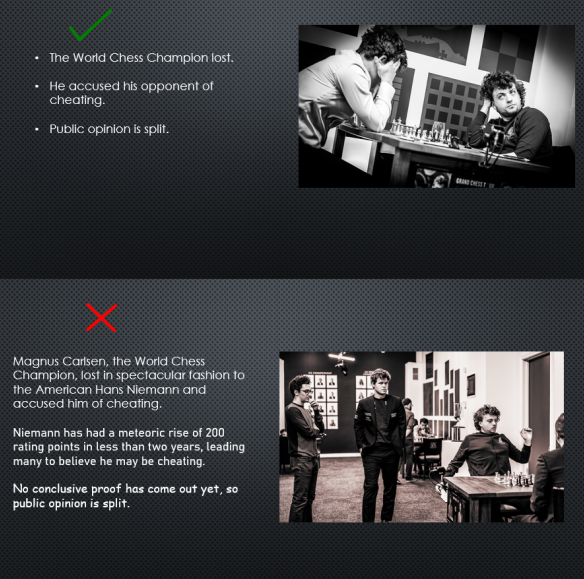 • The World Chess Champion lost.
• He accused his opponent of
cheating.
• Public opinion is split.
GRAND CHESS T
Magnus Carlsen, the World Chess
Champion, lost in spectacular fashion to
the American Hans Niemann and
accused him of cheating.
Niemann has had a meteoric rise of 200
rating points in less than two years, leading
many to believe he may be cheating.
No conclusive proof has come out yet, so
public opinion is split.